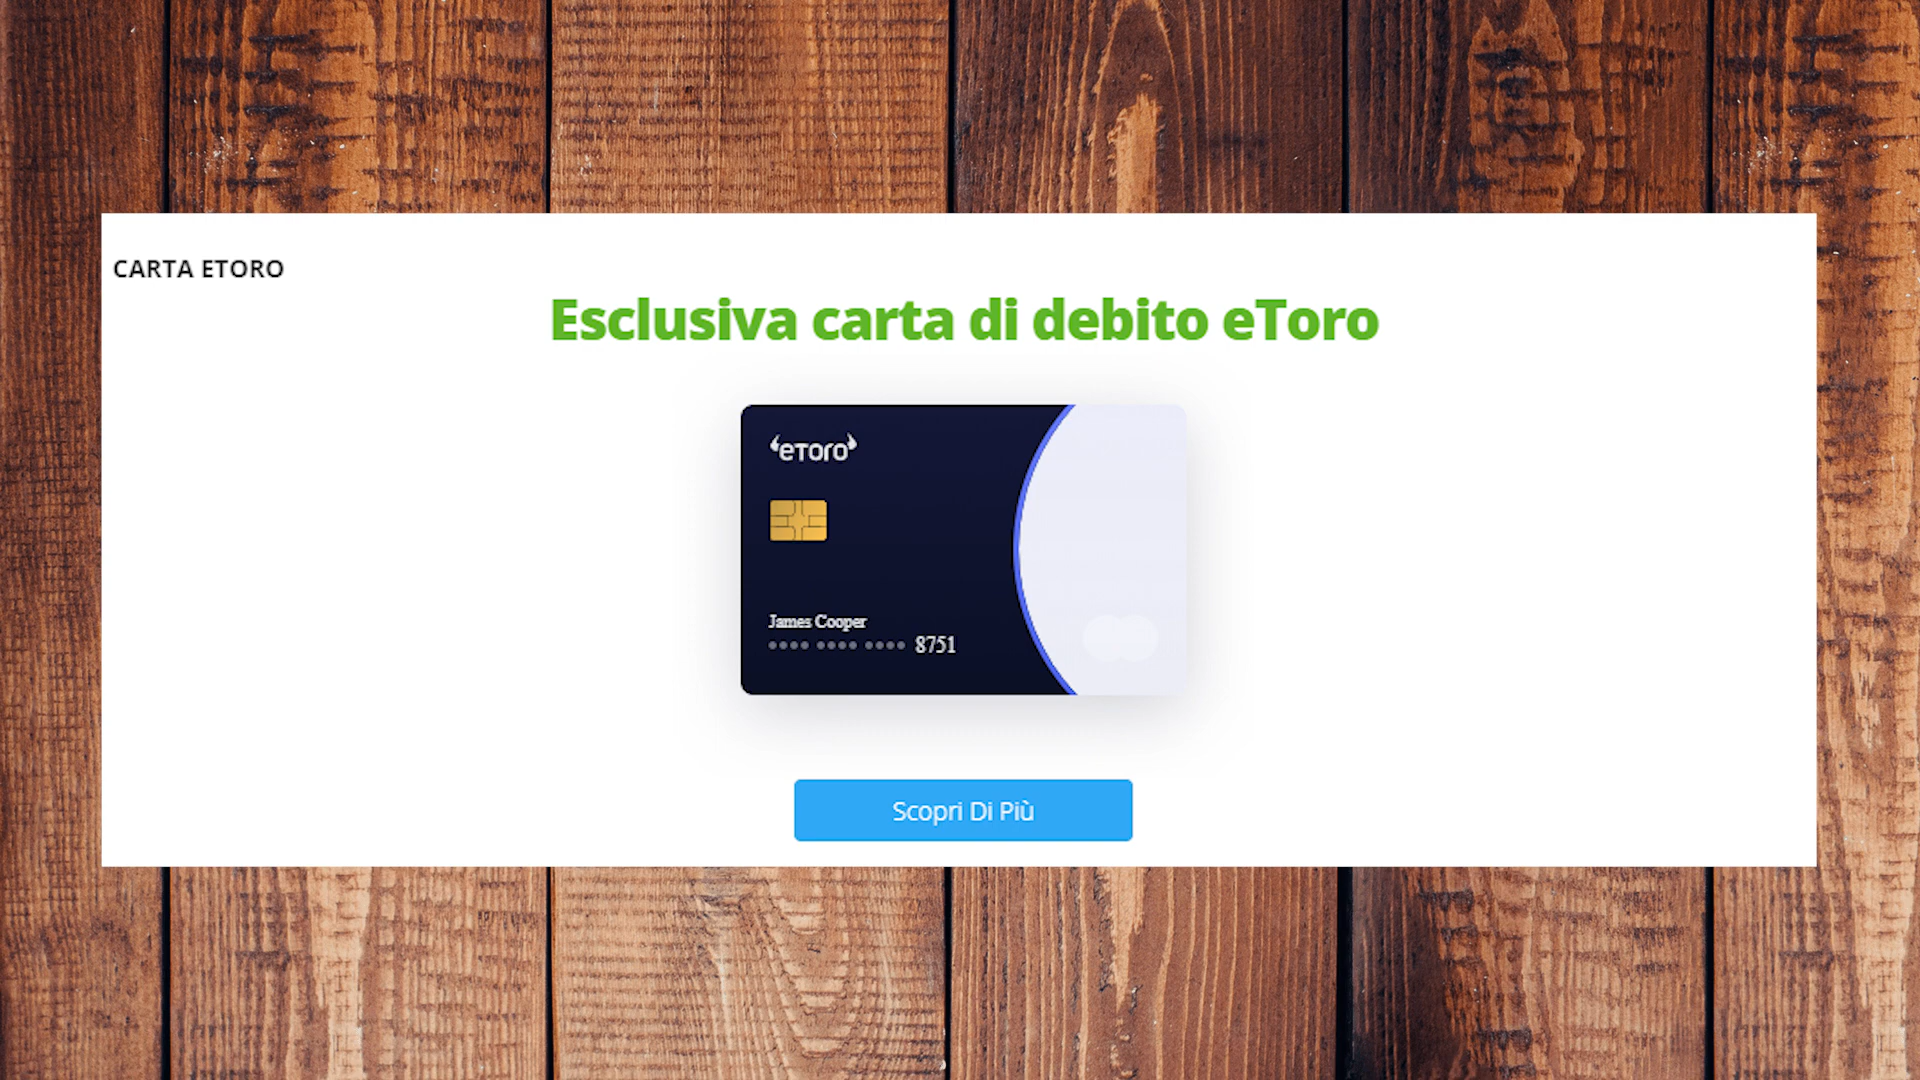 CARTA ETORO
Esclusiva carta di debito eToro
eToro
James Cooper
•••• •••• •••• 8751
Scopri Di Più